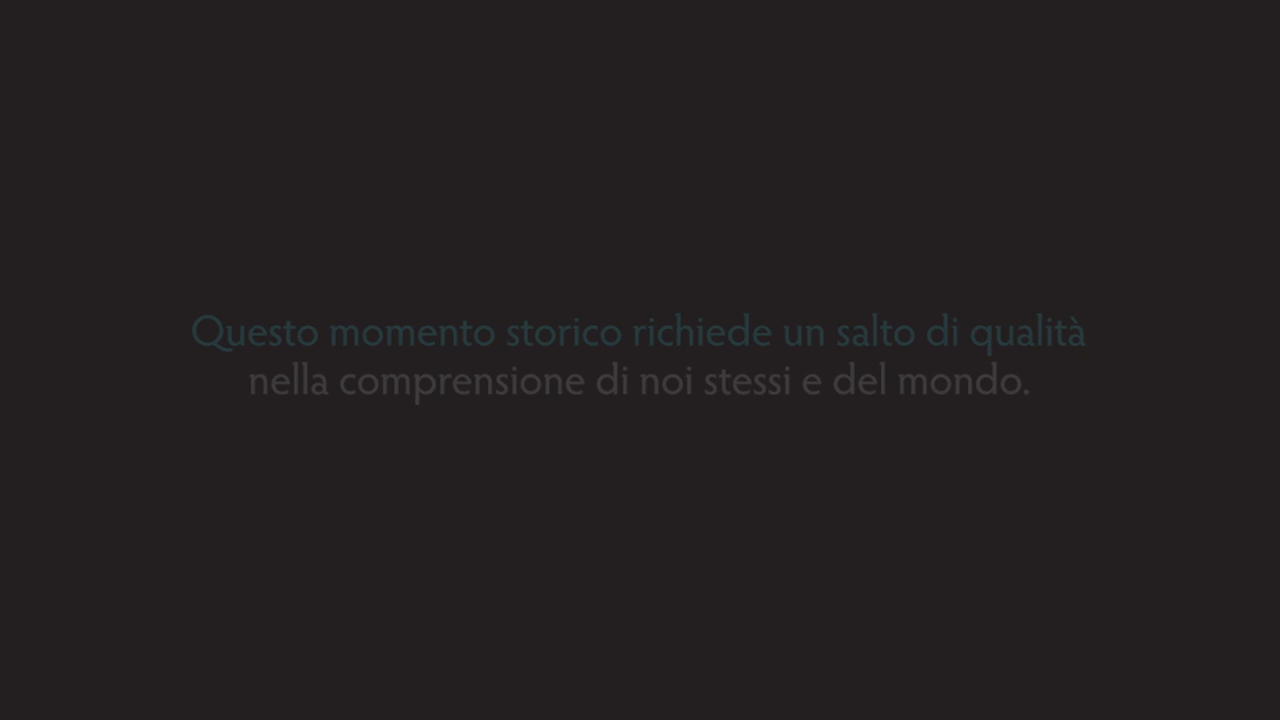 Questo momento storico richiede un salto di qualità
nella comprensione di noi stessi e del mondo.